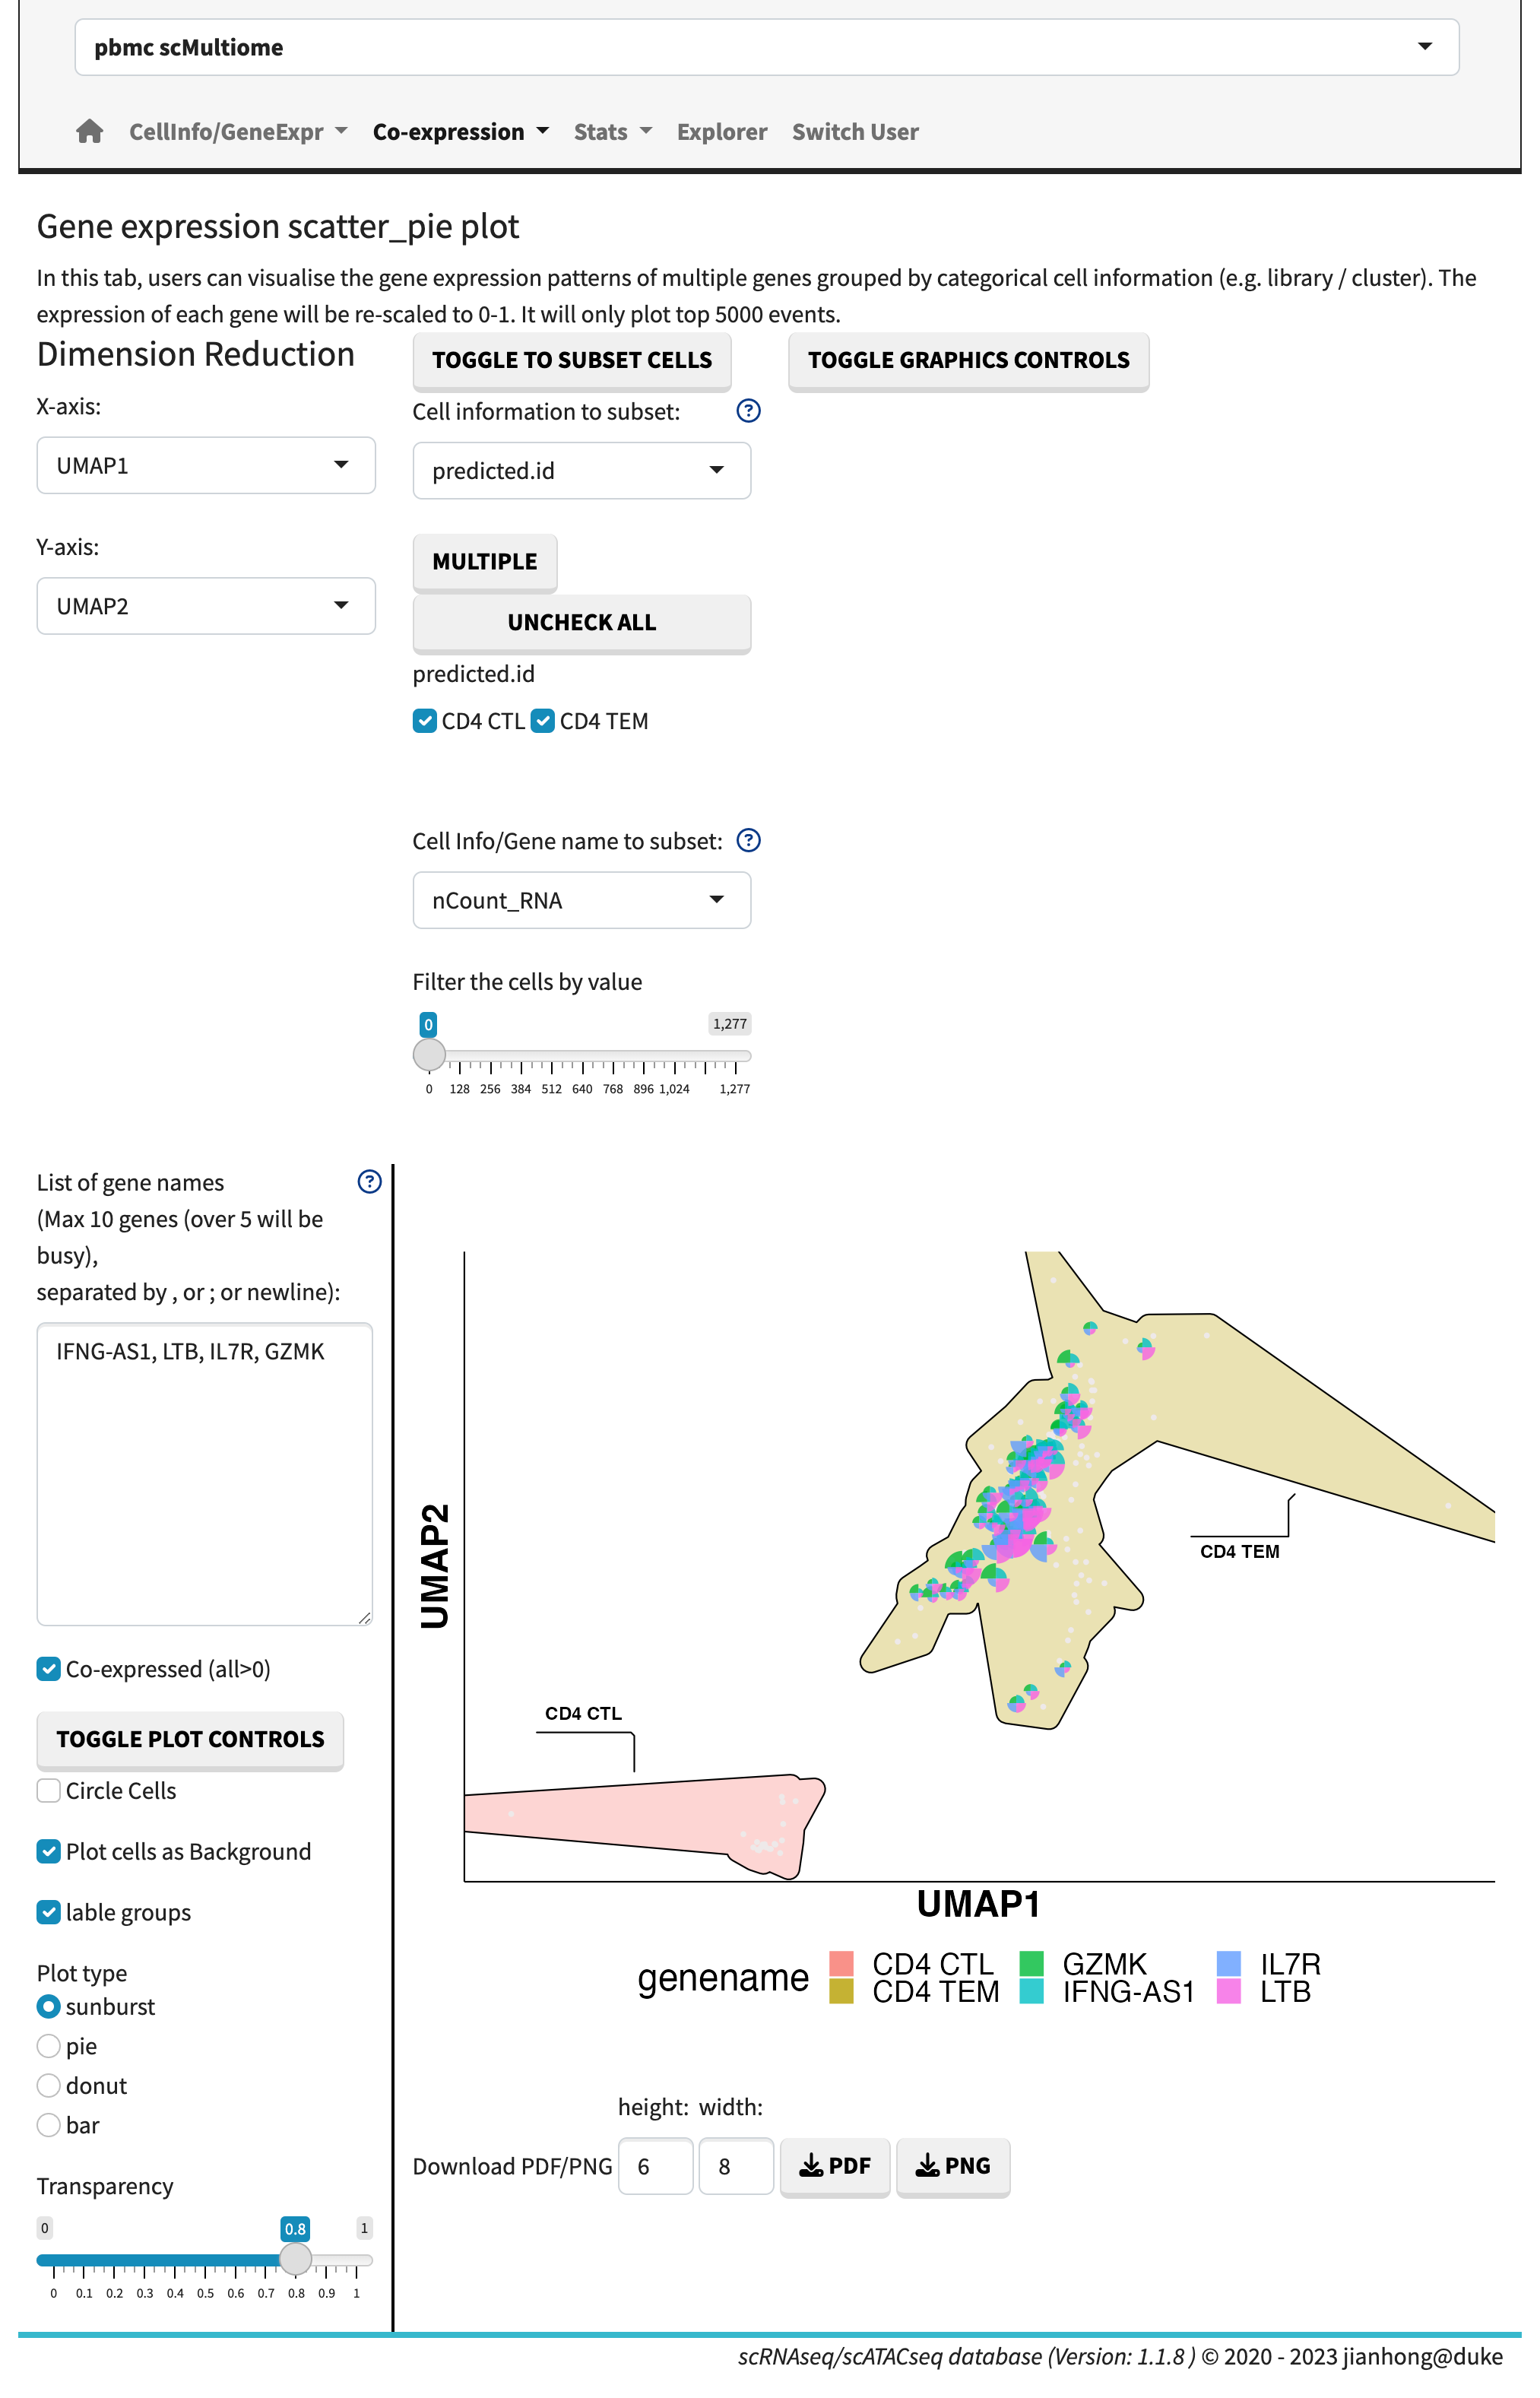 pbmc scMultiome
CellInfo/GeneExpr Co-expression Stats Explorer Switch User
Gene expression scatter_pie plot
In this tab, users can visualise the gene expression patterns of multiple genes grouped by categorical cell information (e.g. library / cluster). The
expression of each gene will be re-scaled to 0-1. It will only plot top 5000 events.
Dimension Reduction
X-axis:
UMAP1
Y-axis:
UMAP2
TOGGLE TO SUBSET CELLS
Cell information to subset: ?
predicted.id
MULTIPLE
UNCHECK ALL
predicted.id
CD4 CTL CD4 TEM
Cell Info/Gene name to subset: ?
nCount_RNA
Filter the cells by value
0 1,277
0 128 256 384 512 640 768 896 1,024 1,277
TOGGLE GRAPHICS CONTROLS
List of gene names ?
(Max 10 genes (over 5 will be
busy),
separated by , or ; or newline):
IFNG-AS1, LTB, IL7R, GZMK
Co-expressed (all>0)
TOGGLE PLOT CONTROLS
Circle Cells
Plot cells as Background
lable groups
Plot type
sunburst
pie
donut
bar
Transparency
0 0.8 1
0 0.1 0.2 0.3 0.4 0.5 0.6 0.7 0.8 0.9 1
UMAP2
CD4 TEM
CD4 CTL
UMAP1
genename
CD4 CTL GZMK IL7R
CD4 TEM IFNG-AS1 LTB
height: width:
Download PDF/PNG 6 8 PDF PNG
scRNAseq/scATACseq database (Version: 1.1.8 ) © 2020 - 2023 jianhong@duke